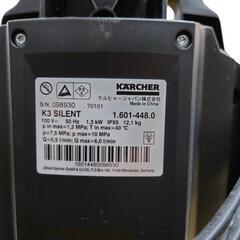 KÄRCHER
ケルヒャージャパン株式会社
Made in China
S/N: 098930 70101
K3 SILENT 1.601-448.0
100 V~ 50 Hz 1,3 kW IPX5 12,1 kg
p in max=1,2 MPa; T in max=40°C
p=7,5 MPa; p max=10 MPa
Q=5,5 l/min; Q max=6,0 l/min
Alfred Kärcher GmbH & Co. KG, P.O.Box 160, 71349 Winnenden, Germany
16014480098930